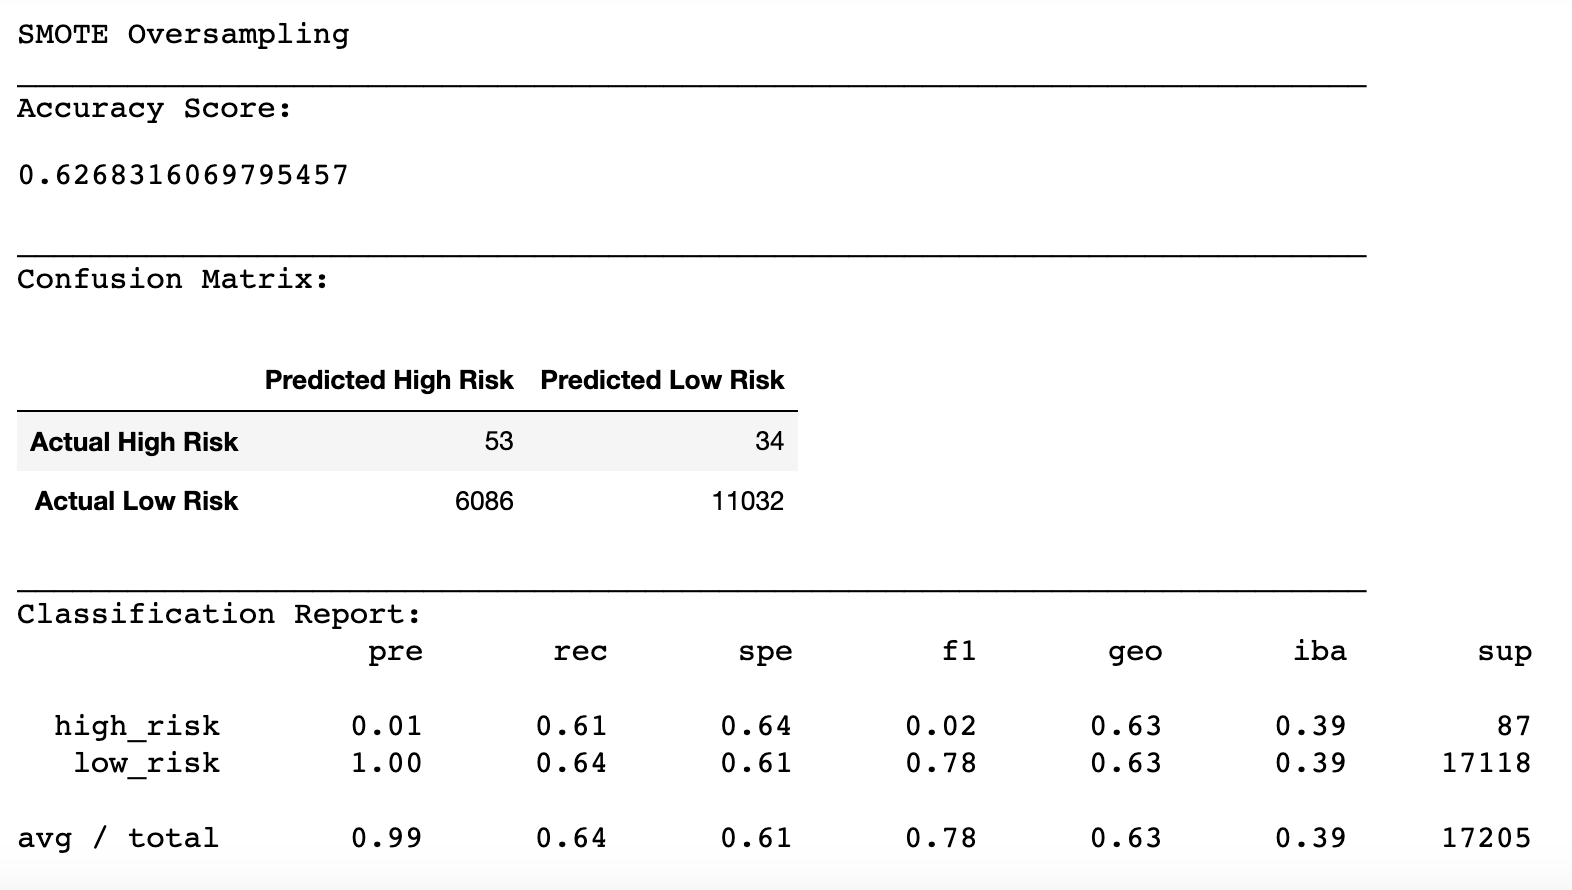 SMOTE Oversampling
Accuracy Score:
0.6268316069795457
Confusion Matrix:
Predicted High Risk Predicted Low Risk
Actual High Risk 53 34
Actual Low Risk 6086 11032
Classification Report:
pre rec spe f1 geo iba sup
high_risk 0.01 0.61 0.64 0.02 0.63 0.39 87
low_risk 1.00 0.64 0.61 0.78 0.63 0.39 17118
avg / total 0.99 0.64 0.61 0.78 0.63 0.39 17205